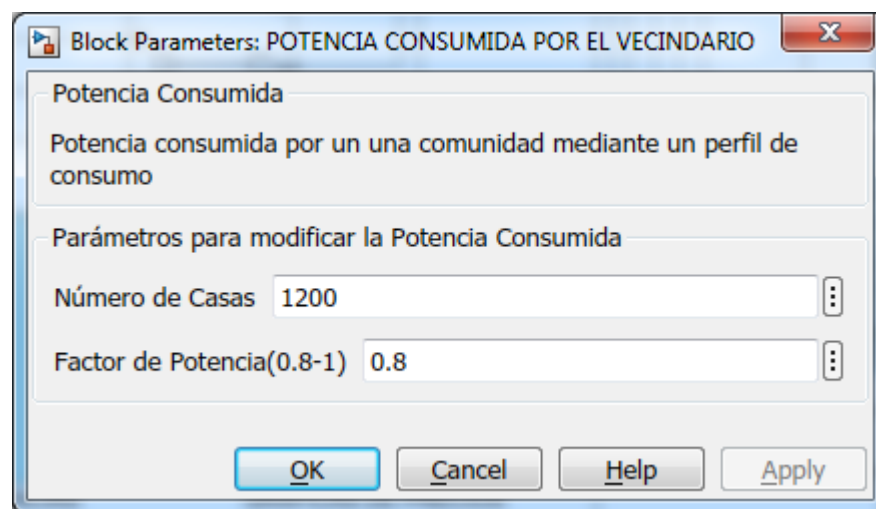 Block Parameters: POTENCIA CONSUMIDA POR EL VECINDARIO
Potencia Consumida
Potencia consumida por un una comunidad mediante un perfil de
consumo
Parámetros para modificar la Potencia Consumida
Número de Casas 1200
Factor de Potencia(0.8-1) 0.8
OK Cancel Help Apply